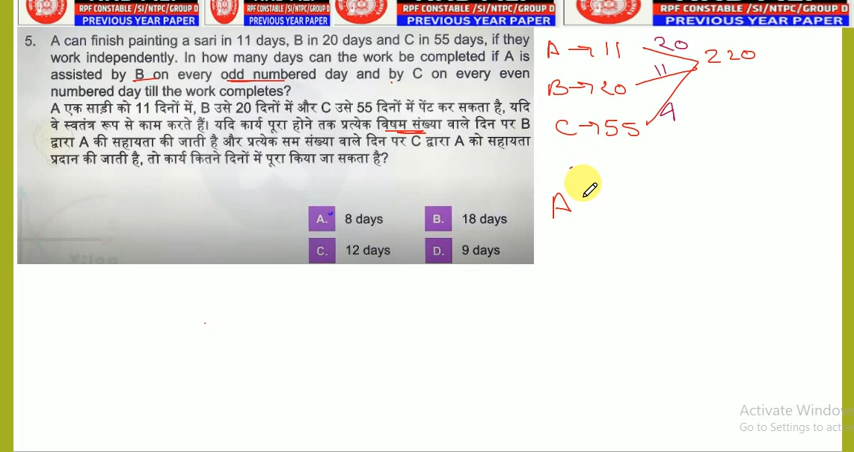 RPF CONSTABLE /SI/NTPC/GROUP D
PREVIOUS YEAR PAPER
RPF CONSTABLE /SI/NTPC/GROUP D
PREVIOUS YEAR PAPER
RPF CONSTABLE /SI/NTPC/GROUP D
PREVIOUS YEAR PAPER
RPF CONSTABLE /SI/NTPC/GROUP D
PREVIOUS YEAR PAPER
5. A can finish painting a sari in 11 days, B in 20 days and C in 55 days, if they
work independently. In how many days can the work be completed if A is
assisted by B on every odd numbered day and by C on every even
numbered day till the work completes?
A एक साड़ी को 11 दिनों में, B उसे 20 दिनों में और C उसे 55 दिनों में पेंट कर सकता है, यदि
वे स्वतंत्र रूप से काम करते हैं। यदि कार्य पूरा होने तक प्रत्येक विषम संख्या वाले दिन पर B
द्वारा A की सहायता की जाती है और प्रत्येक सम संख्या वाले दिन पर C द्वारा A को सहायता
प्रदान की जाती है, तो कार्य कितने दिनों में पूरा किया जा सकता है?
A. 8 days
B. 18 days
C. 12 days
D. 9 days
A → 11 20 220
B → 20 11
C → 55 4
A
Activate Window
Go to Settings to act